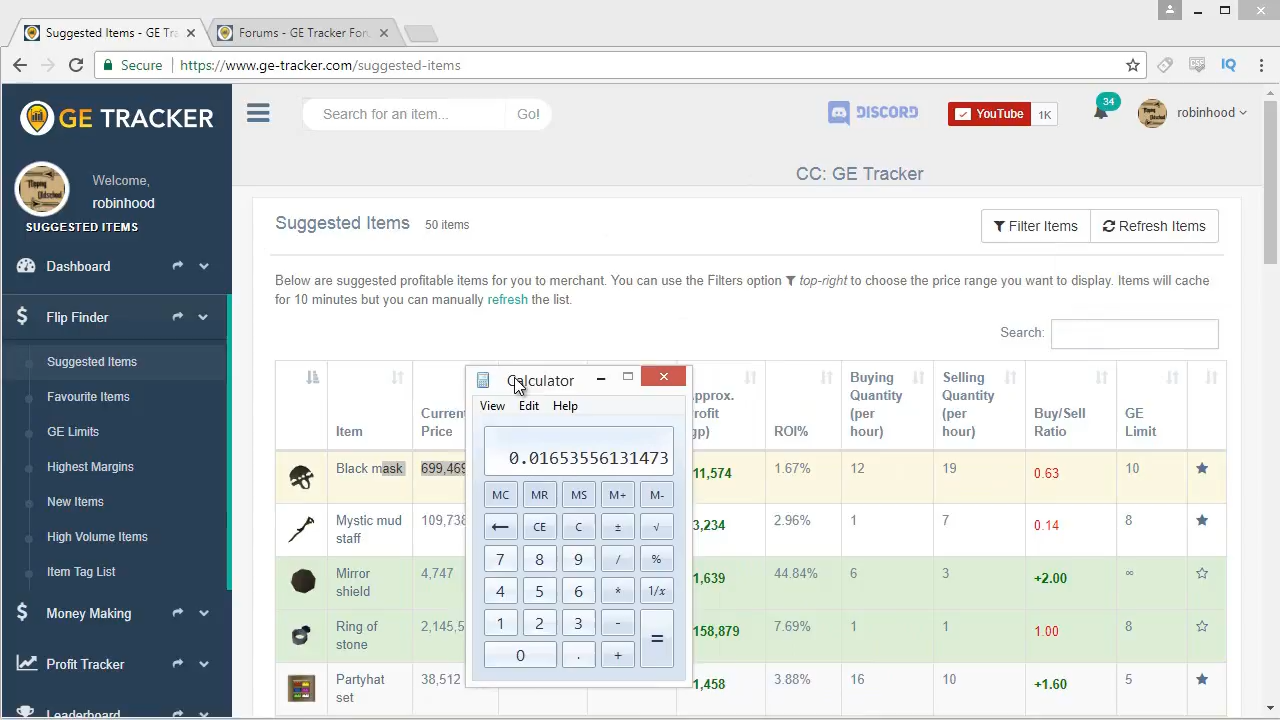 Suggested Items - GE Tra
Forums - GE Tracker For
Secure
https://www.ge-tracker.com/suggested-items
IQ
GE TRACKER
Search for an item...
Go!
DISCORD
YouTube
1K
34
robinhood
Welcome,
robinhood
SUGGESTED ITEMS
CC: GE Tracker
Dashboard
Flip Finder
Suggested Items
Favourite Items
GE Limits
Highest Margins
New Items
High Volume Items
Item Tag List
Money Making
Profit Tracker
Leaderboard
Suggested Items
50 items
Filter Items
Refresh Items
Below are suggested profitable items for you to merchant. You can use the Filters option top-right to choose the price range you want to display. Items will cache
for 10 minutes but you can manually refresh the list.
Search:
Item
Current
Price
pprox.
rofit
gp)
ROI%
Buying
Quantity
(per
hour)
Selling
Quantity
(per
hour)
Buy/Sell
Ratio
GE
Limit
Black mask
699,469
11,574
1.67%
12
19
0.63
10
Mystic mud
staff
109,738
3,234
2.96%
1
7
0.14
8
Mirror
shield
4,747
1,639
44.84%
6
3
+2.00
∞
Ring of
stone
2,145,5
158,879
7.69%
1
1
1.00
8
Partyhat
set
38,512
1,458
3.88%
16
10
+1.60
5
Calculator
View Edit Help
0.01653556131473
MC MR MS M+ M-
← CE C ± √
7 8 9 / %
4 5 6 * 1/x
1 2 3 - =
0 . +